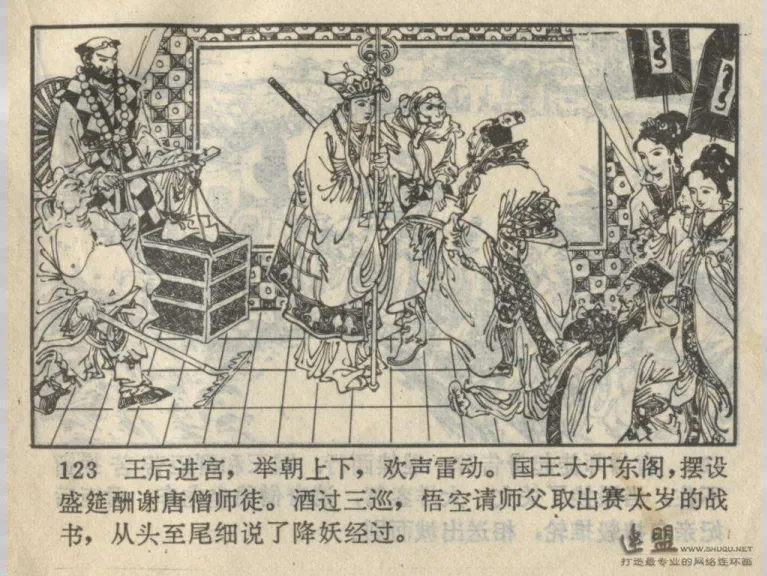 123 王后进宫，举朝上下，欢声雷动。国王大开东阁，摆设
盛筵酬谢唐僧师徒。酒过三巡，悟空请师父取出赛太岁的战
书，从头至尾细说了降妖经过。
连盟 WWW.SHUQU.NET
打造最专业的网络连环画